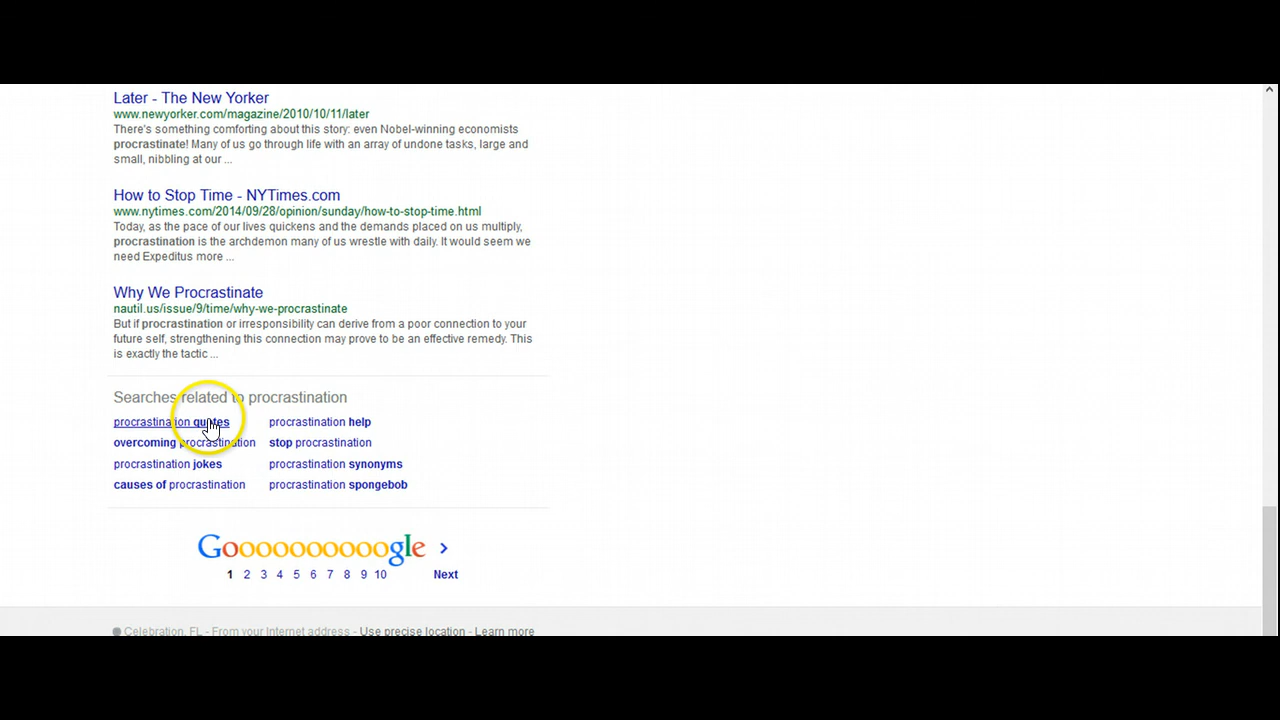 Later - The New Yorker
www.newyorker.com/magazine/2010/10/11/later
There's something comforting about this story: even Nobel-winning economists
procrastinate! Many of us go through life with an array of undone tasks, large and
small, nibbling at our ...
How to Stop Time - NYTimes.com
www.nytimes.com/2014/09/28/opinion/sunday/how-to-stop-time.html
Today, as the pace of our lives quickens and the demands placed on us multiply,
procrastination is the archdemon many of us wrestle with daily. It would seem we
need Expeditus more ...
Why We Procrastinate
nautil.us/issue/9/time/why-we-procrastinate
But if procrastination or irresponsibility can derive from a poor connection to your
future self, strengthening this connection may prove to be an effective remedy. This
is exactly the tactic ...
Searches related to procrastination
procrastination quotes procrastination help
overcoming procrastination stop procrastination
procrastination jokes procrastination synonyms
causes of procrastination procrastination spongebob
Goooooooooogle >
1 2 3 4 5 6 7 8 9 10 Next
Celebration, FL - From your Internet address - Use precise location - Learn more